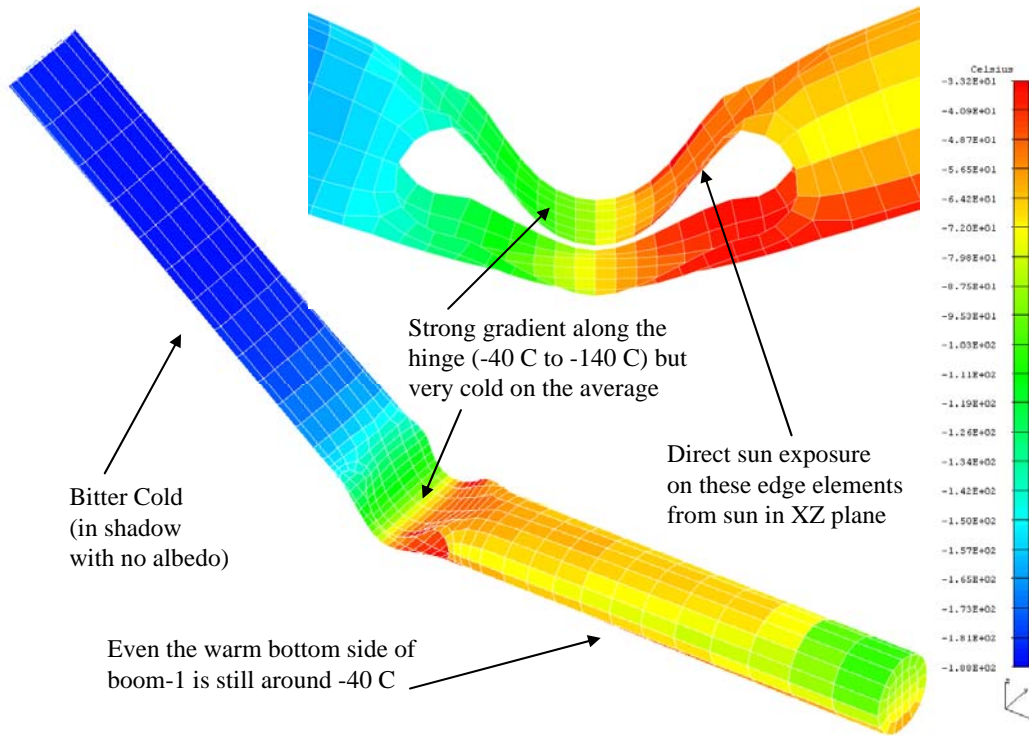 Celsius
-3.32E+01
-4.09E+01
-4.87E+01
-5.65E+01
-6.42E+01
-7.20E+01
-7.98E+01
-8.75E+01
-9.53E+01
-1.03E+02
-1.11E+02
-1.19E+02
-1.26E+02
-1.34E+02
-1.42E+02
-1.50E+02
-1.57E+02
-1.65E+02
-1.73E+02
-1.81E+02
-1.88E+02
Strong gradient along the
hinge (-40 C to -140 C) but
very cold on the average
Direct sun exposure
on these edge elements
from sun in XZ plane
Bitter Cold
(in shadow
with no albedo)
Even the warm bottom side of
boom-1 is still around -40 C